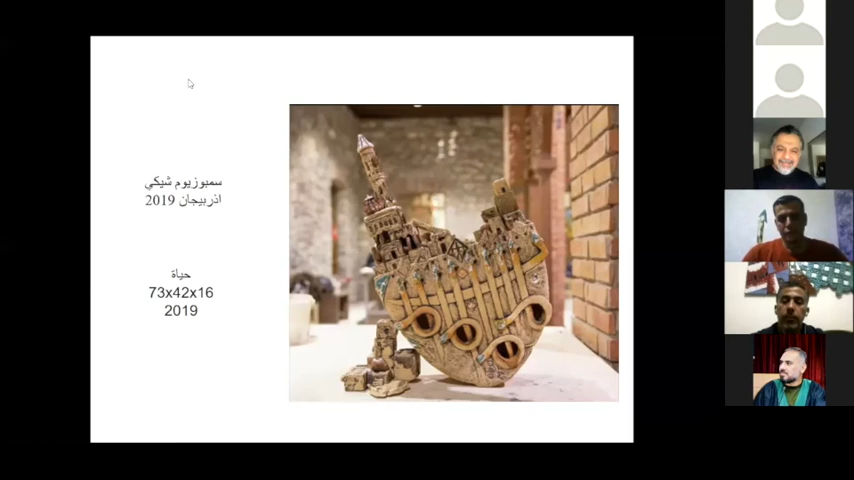 سمبوزيوم شيكي
اذربيجان 2019
حياة
73x42x16
2019